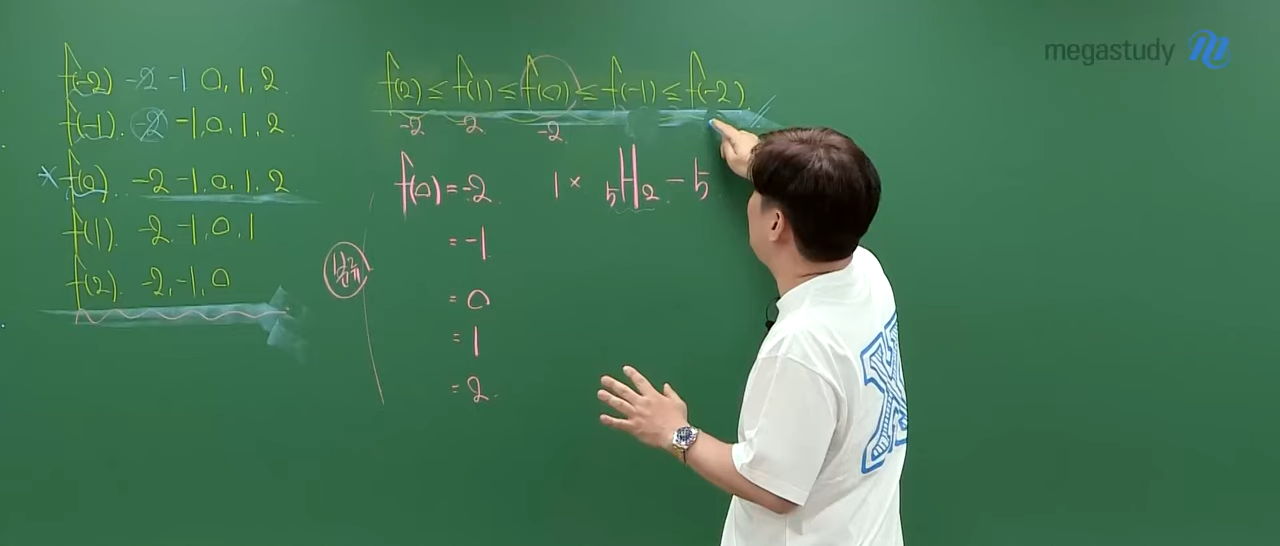 megastudy
f(-2) -2 -1 0, 1, 2
f(-1). -2 -1, 0, 1, 2
* f(0). -2 -1, 0, 1, 2
f(1). -2, -1, 0, 1
f(2). -2, -1, 0
f(2) ≤ f(1) ≤ f(0) ≤ f(-1) ≤ f(-2)
-2 -2 -2
f(0) = -2 1 × ₅H₂ - 5
= -1
= 0
= 1
= 2